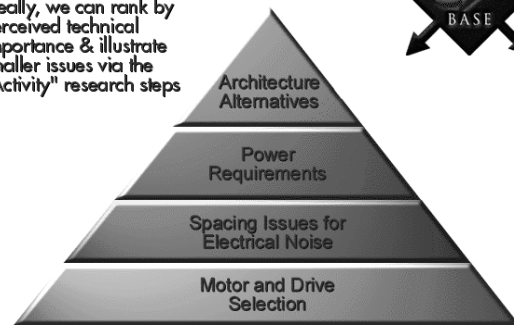 we can rank by
technical
& illustrate
issues via the
research steps
BASE
Architecture
Alternatives
Power
Requirements
Spacing Issues for
Electrical Noise
Motor and Drive
Selection